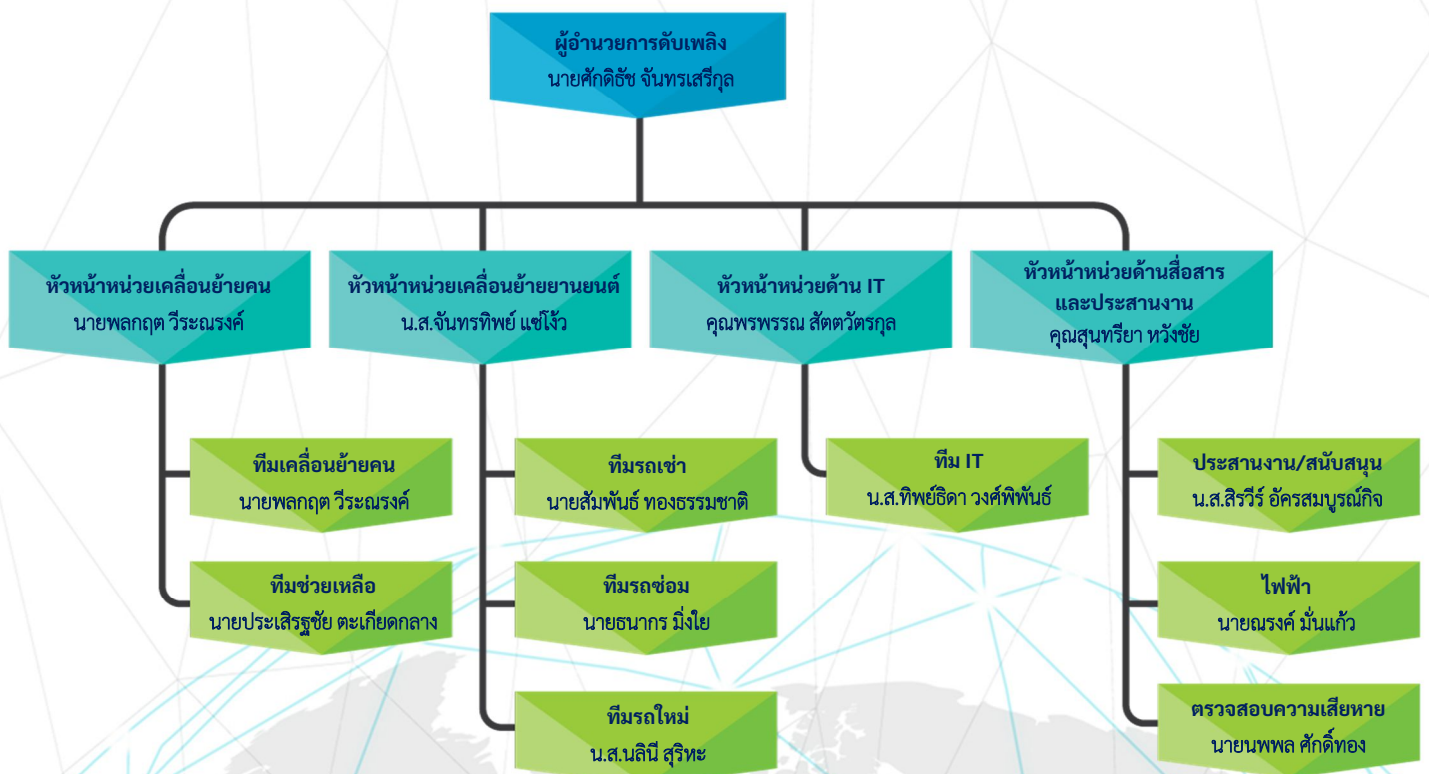 ผู้อำนวยการดับเพลิง
นายศักดิธัช จันทรเสรีกุล
หัวหน้าหน่วยเคลื่อนย้ายคน
นายพลกฤต วีระณรงค์
หัวหน้าหน่วยเคลื่อนย้ายยานยนต์
น.ส.จันทรทิพย์ แซ่โง้ว
หัวหน้าหน่วยด้าน IT
คุณพรพรรณ สัตตวัตรกุล
หัวหน้าหน่วยด้านสื่อสาร
และประสานงาน
คุณสุนทรียา หวังชัย
ทีมเคลื่อนย้ายคน
นายพลกฤต วีระณรงค์
ทีมรถเช่า
นายสัมพันธ์ ทองธรรมชาติ
ทีม IT
น.ส.ทิพย์ธิดา วงศ์พิพันธ์
ประสานงาน/สนับสนุน
น.ส.สิรวีร์ อัครสมบูรณ์กิจ
ทีมช่วยเหลือ
นายประเสิรฐชัย ตะเกียดกลาง
ทีมรถซ่อม
นายธนากร มิ่งใย
ไฟฟ้า
นายณรงค์ มั่นแก้ว
ทีมรถใหม่
น.ส.นลินี สุริหะ
ตรวจสอบความเสียหาย
นายนพพล ศักดิ์ทอง